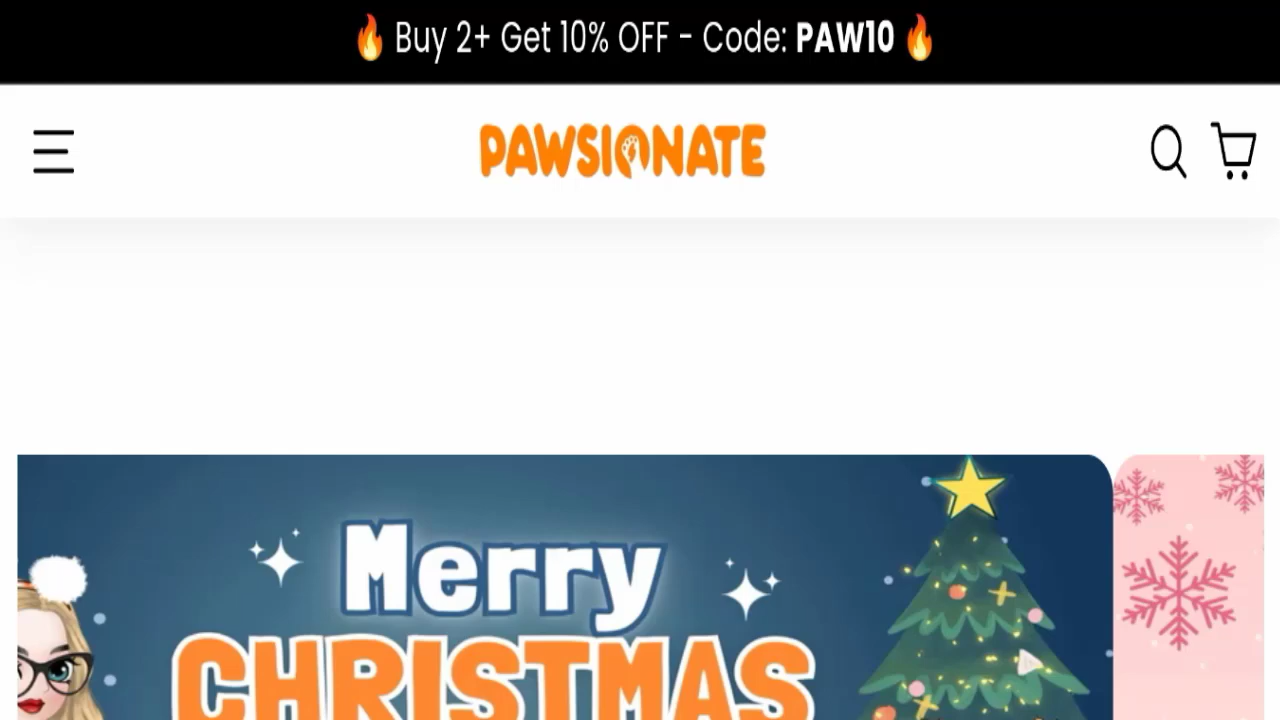 🔥 Buy 2+ Get 10% OFF - Code: PAW10 🔥
PAWSIONATE
Merry
CHRISTMAS